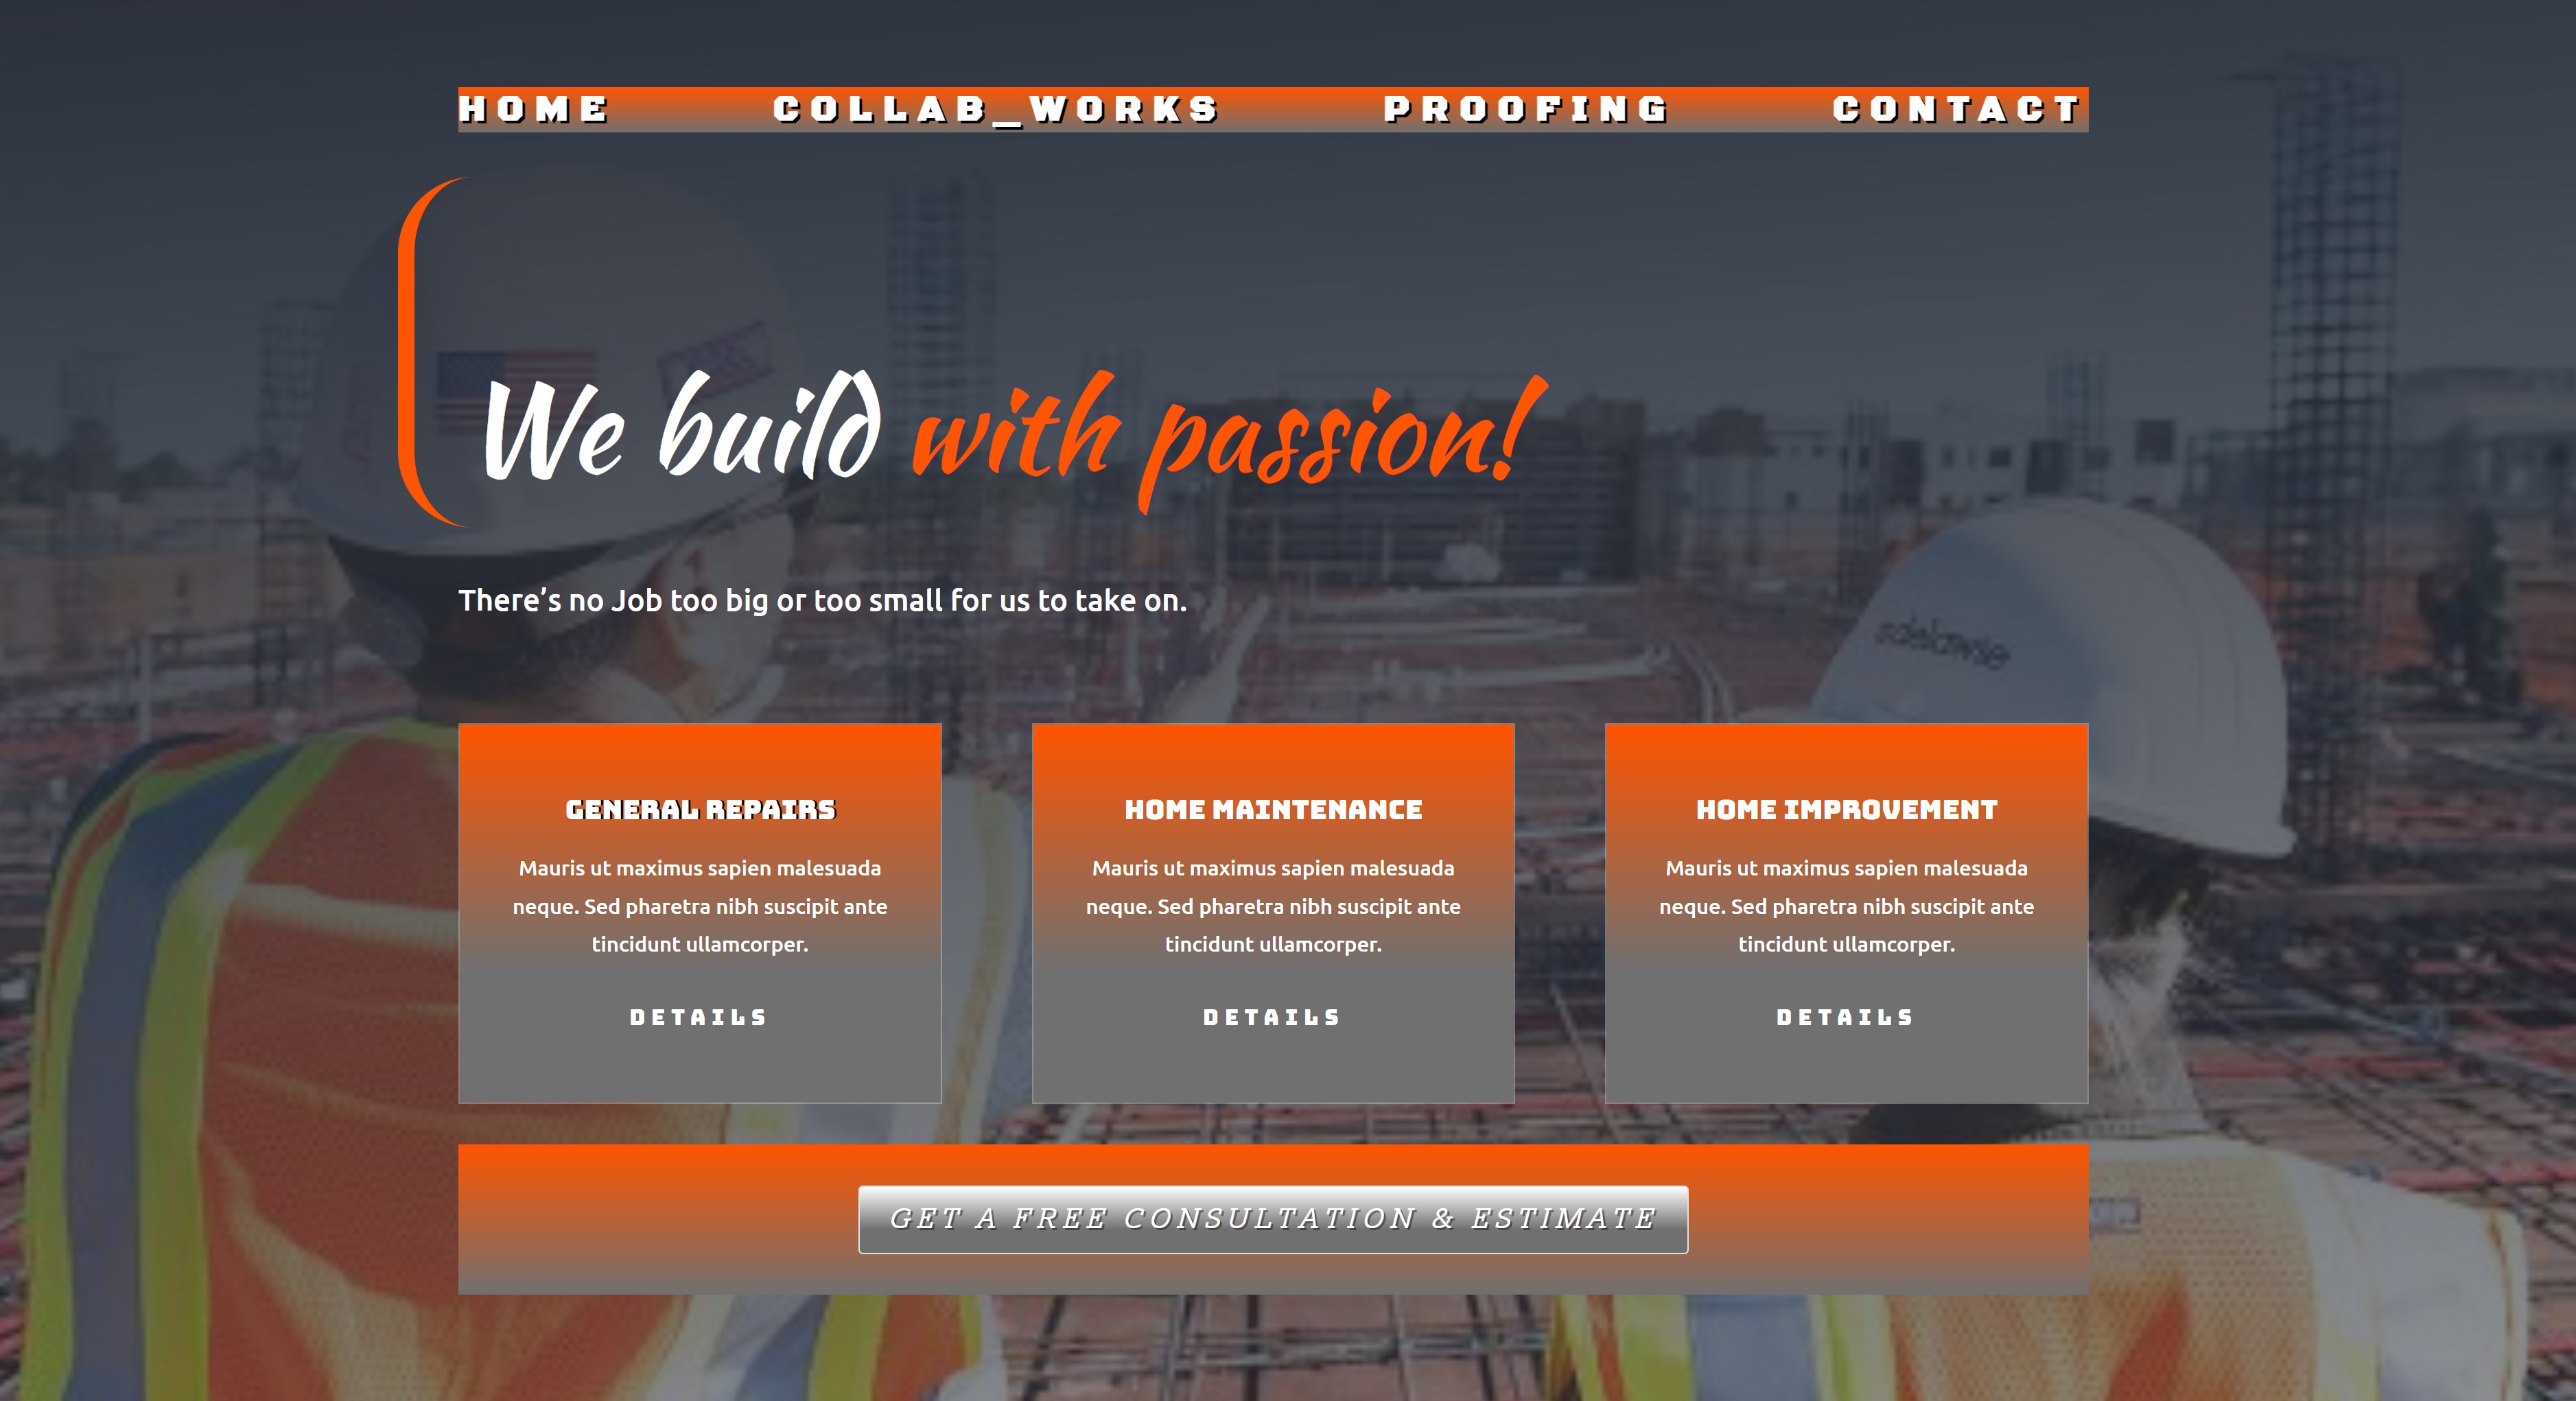 HOME COLLAB_WORKS PROOFING CONTACT
We build with passion!
There’s no Job too big or too small for us to take on.
GENERAL REPAIRS
Mauris ut maximus sapien malesuada
neque. Sed pharetra nibh suscipit ante
tincidunt ullamcorper.
DETAILS
HOME MAINTENANCE
Mauris ut maximus sapien malesuada
neque. Sed pharetra nibh suscipit ante
tincidunt ullamcorper.
DETAILS
HOME IMPROVEMENT
Mauris ut maximus sapien malesuada
neque. Sed pharetra nibh suscipit ante
tincidunt ullamcorper.
DETAILS
GET A FREE CONSULTATION & ESTIMATE